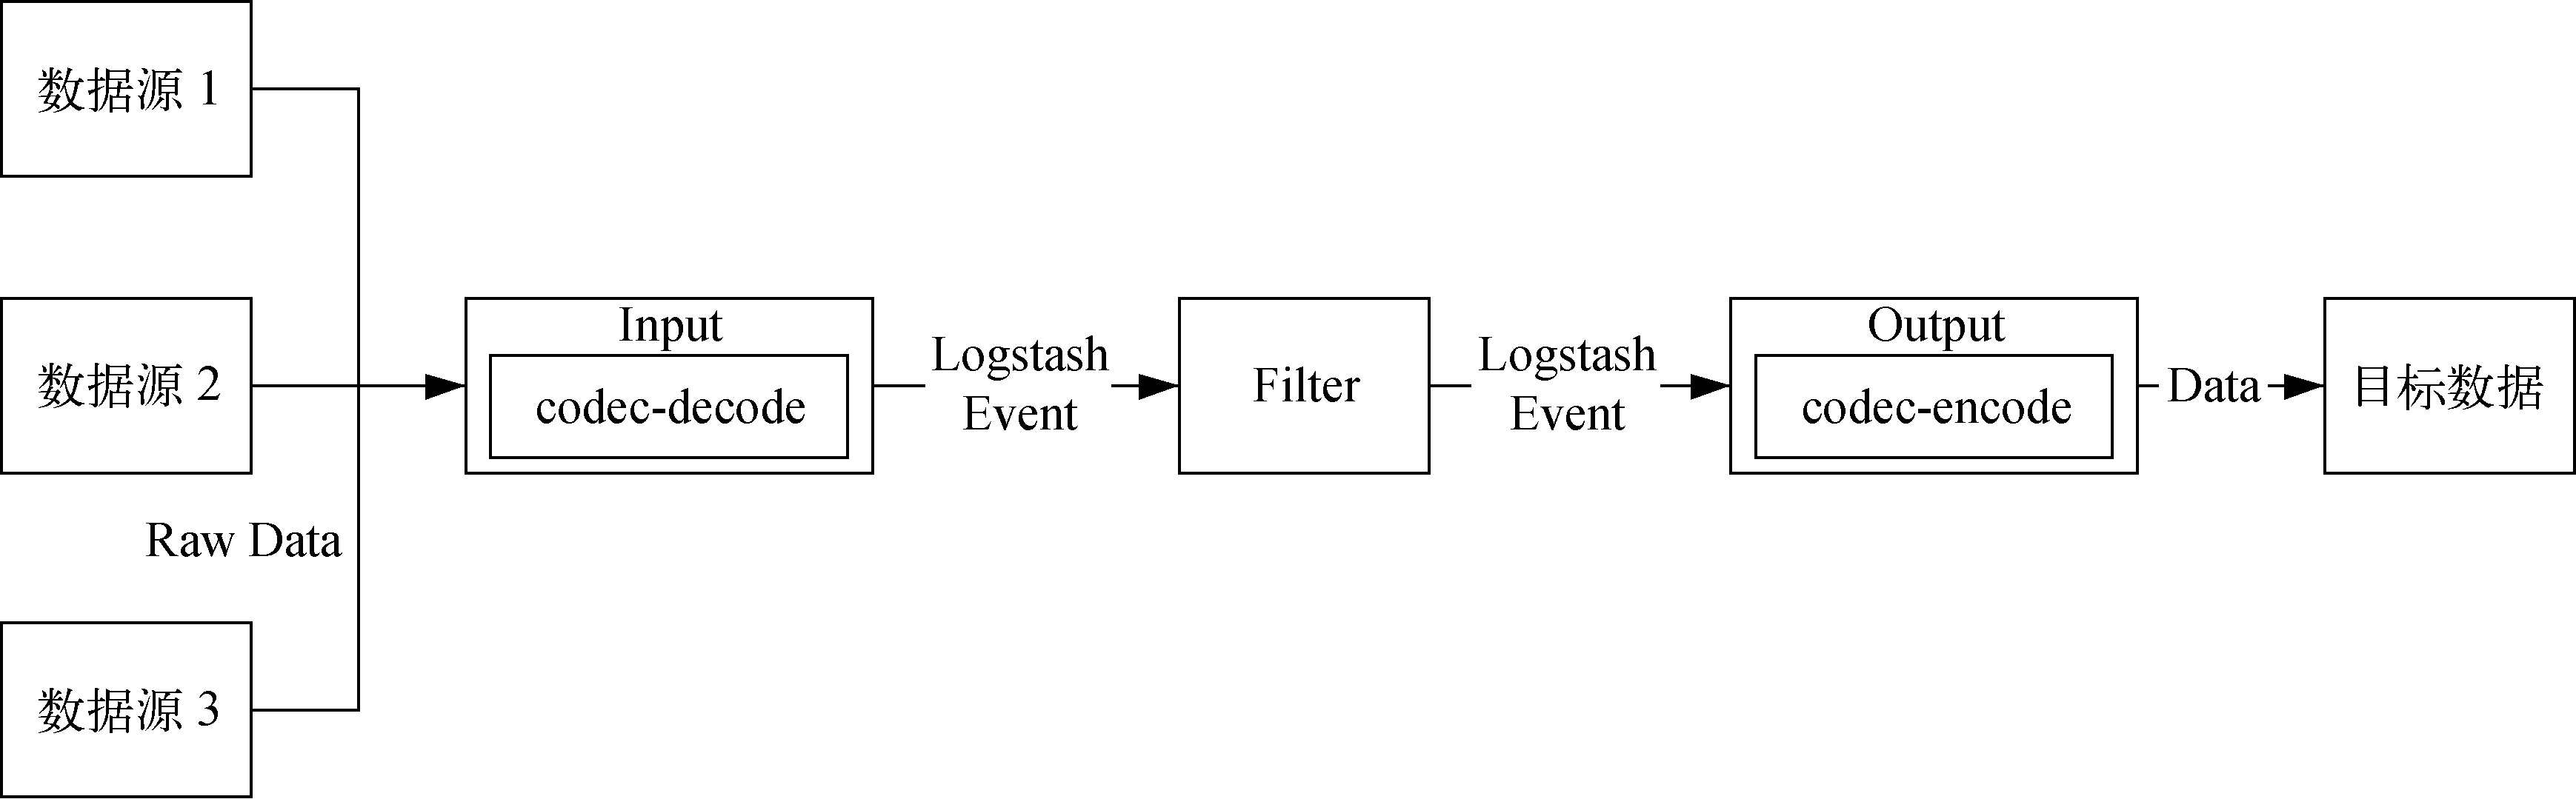 数据源 1
数据源 2
Raw Data
数据源 3
Input
codec-decode
Logstash
Event
Filter
Logstash
Event
Output
codec-encode
Data
目标数据